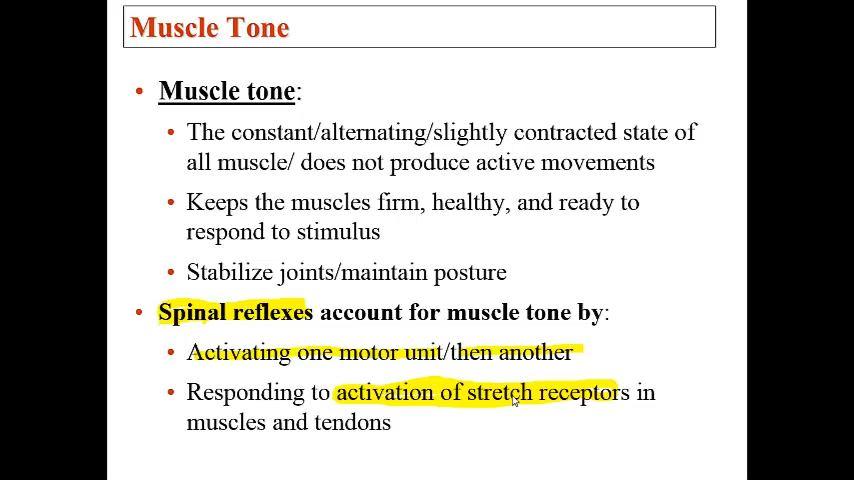 Muscle Tone
• Muscle tone:
• The constant/alternating/slightly contracted state of
all muscle/ does not produce active movements
• Keeps the muscles firm, healthy, and ready to
respond to stimulus
• Stabilize joints/maintain posture
• Spinal reflexes account for muscle tone by:
• Activating one motor unit/then another
• Responding to activation of stretch receptors in
muscles and tendons